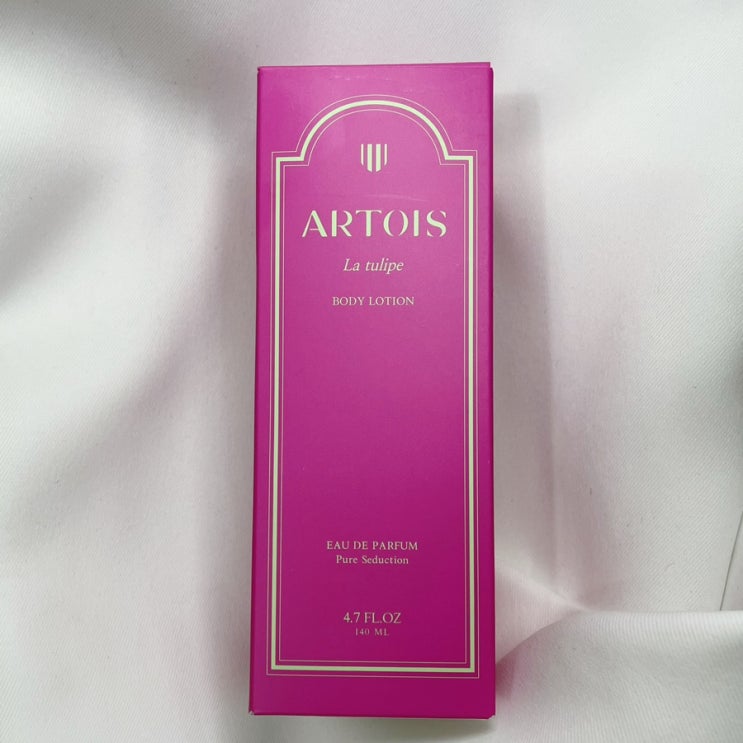 ARTOIS
La tulipe
BODY LOTION
EAU DE PARFUM
Pure Seduction
4.7 FL.OZ
140 ML